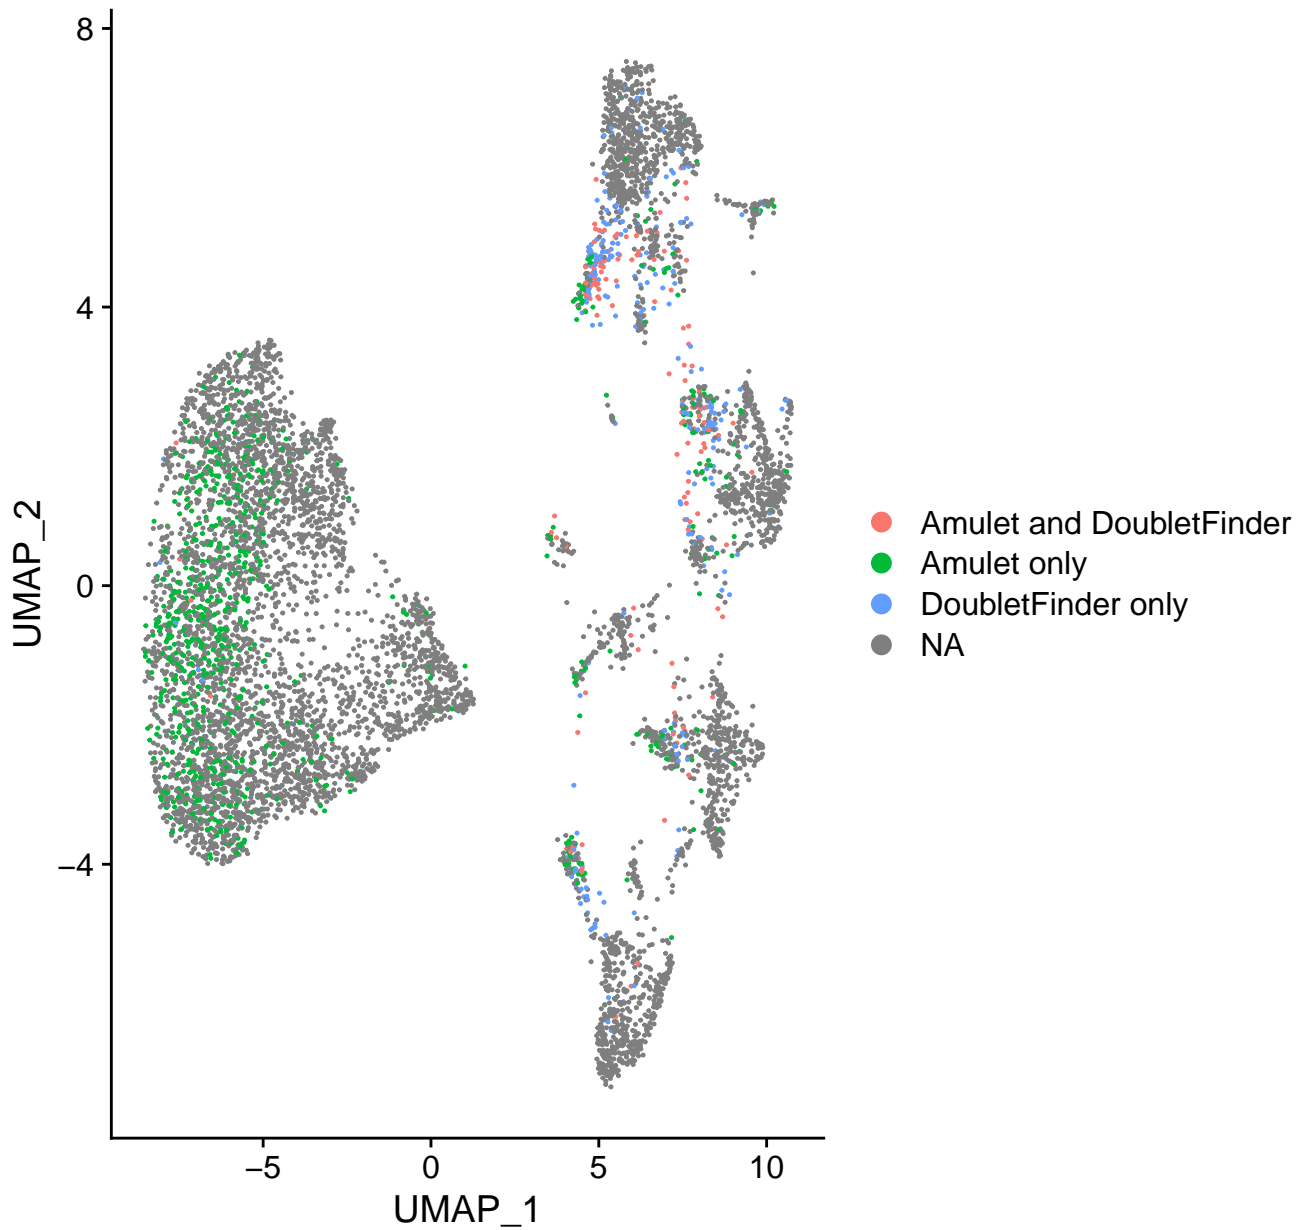 8
4
0
−4
−5
0
5
10
UMAP_1
UMAP_2
Amulet and DoubletFinder
Amulet only
DoubletFinder only
NA